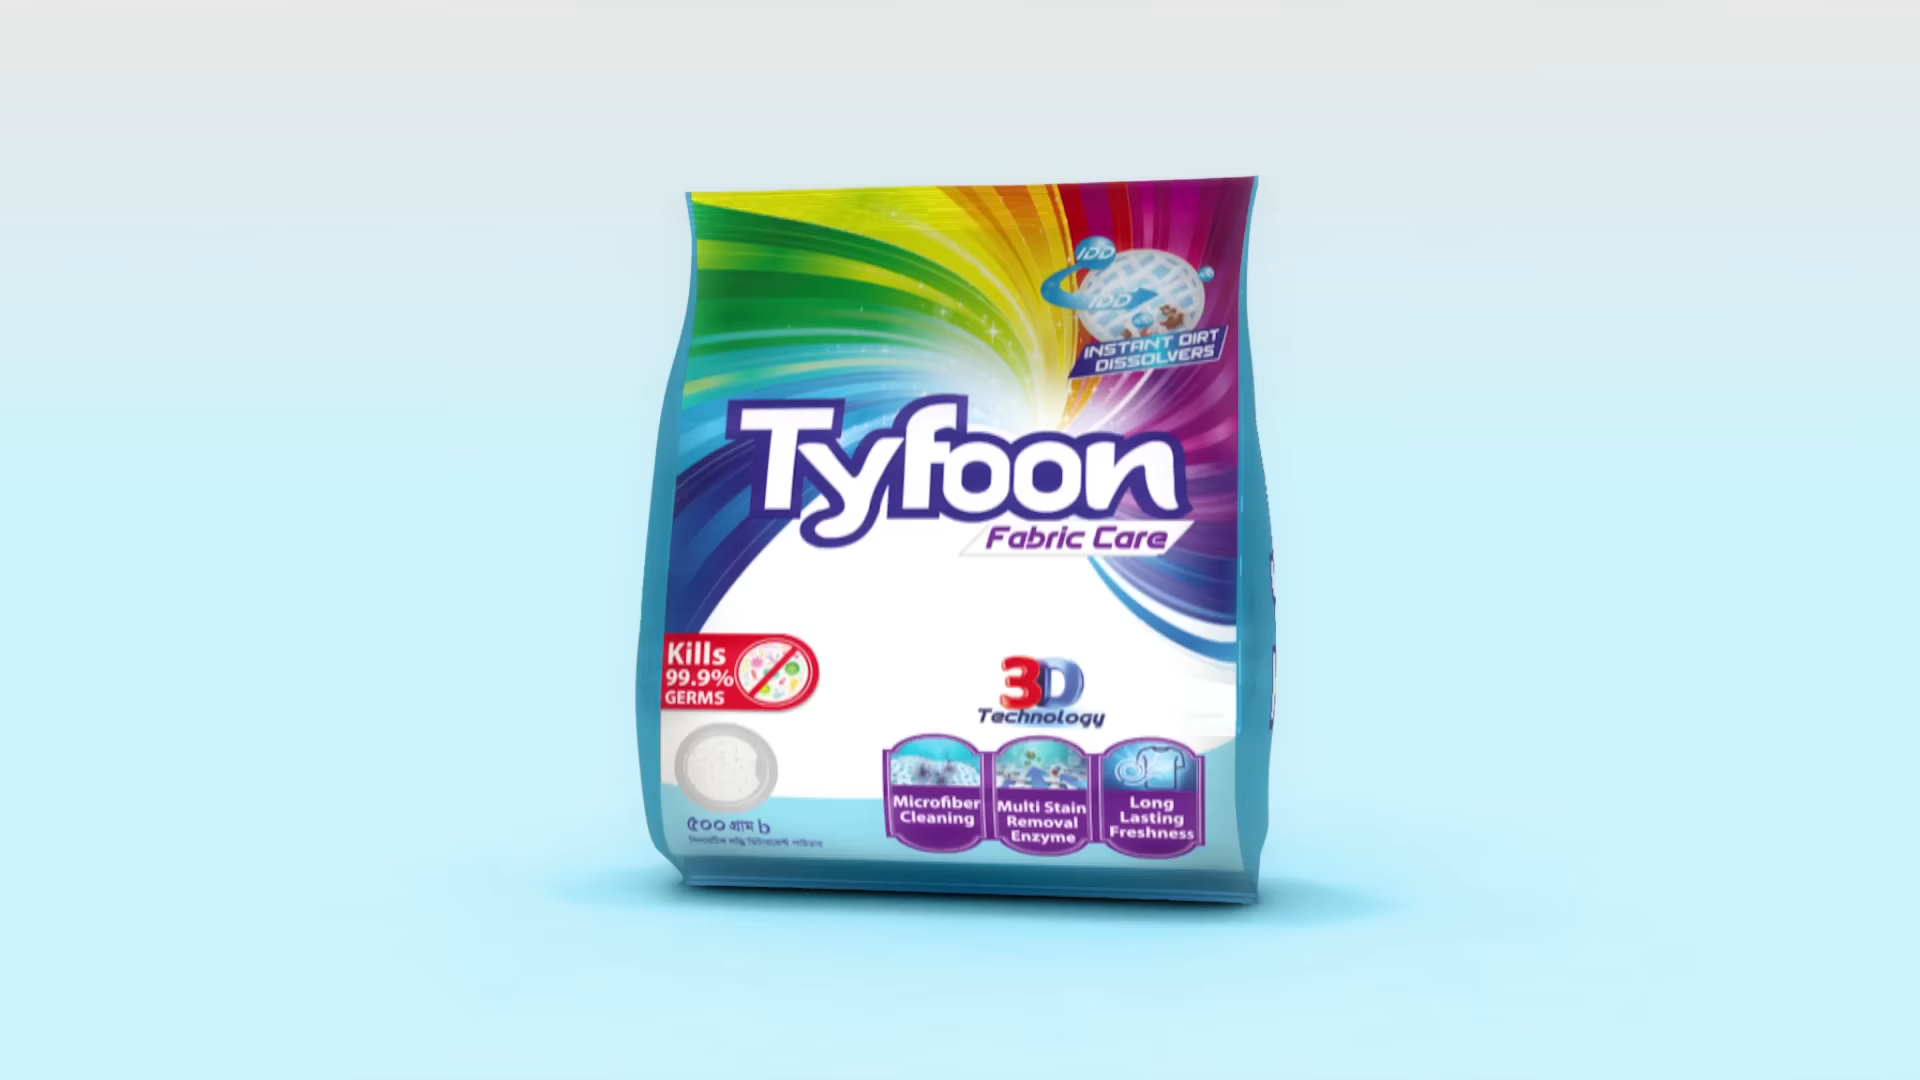 IDD
IDD
INSTANT DIRT
DISSOLVERS
Tyfoon
Fabric Care
Kills
99.9%
GERMS
3D
Technology
Microfiber
Cleaning
Multi Stain
Removal
Enzyme
Long
Lasting
Freshness
৫০০ গ্রাম